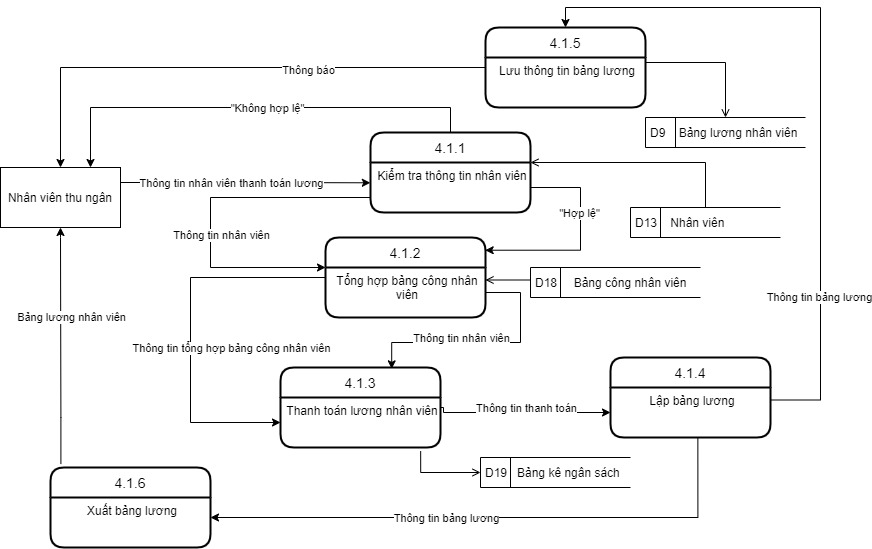 4.1.5
Lưu thông tin bảng lương
Thông báo
"Không hợp lệ"
D9 Bảng lương nhân viên
4.1.1
Kiểm tra thông tin nhân viên
Nhân viên thu ngân
Thông tin nhân viên thanh toán lương
"Hợp lệ"
D13 Nhân viên
Thông tin nhân viên
4.1.2
Tổng hợp bảng công nhân
viên
D18 Bảng công nhân viên
Thông tin bảng lương
Bảng lương nhân viên
Thông tin nhân viên
Thông tin tổng hợp bảng công nhân viên
4.1.3
Thanh toán lương nhân viên
Thông tin thanh toán
4.1.4
Lập bảng lương
D19 Bảng kê ngân sách
4.1.6
Xuất bảng lương
Thông tin bảng lương